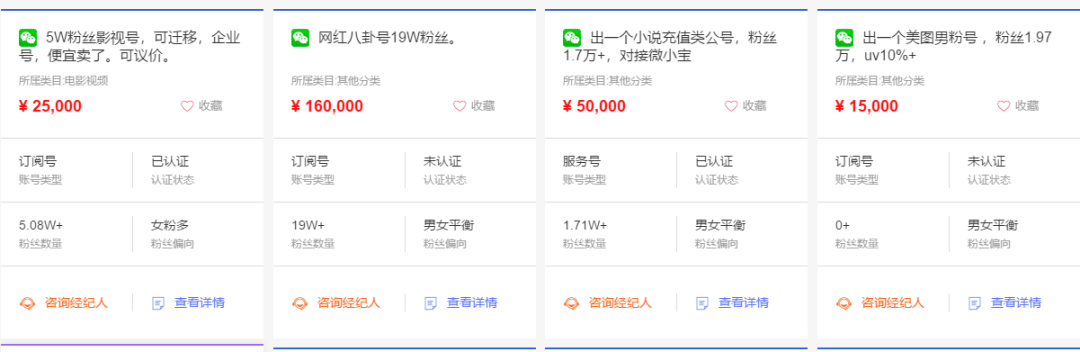 5W粉丝影视号，可迁移，企业
号，便宜卖了。可议价。
所属类目:电影视频
¥ 25,000
收藏
订阅号
账号类型
已认证
认证状态
5.08W+
粉丝数量
女粉多
粉丝偏向
咨询经纪人
查看详情
网红八卦号19W粉丝。
所属类目:其他分类
¥ 160,000
收藏
订阅号
账号类型
未认证
认证状态
19W+
粉丝数量
男女平衡
粉丝偏向
咨询经纪人
查看详情
出一个小说充值类公号，粉丝
1.7万+，对接微小宝
所属类目:其他分类
¥ 50,000
收藏
服务号
账号类型
已认证
认证状态
1.71W+
粉丝数量
男女平衡
粉丝偏向
咨询经纪人
查看详情
出一个美图男粉号 ，粉丝1.97
万，uv10%+
所属类目:其他分类
¥ 15,000
收藏
订阅号
账号类型
未认证
认证状态
0+
粉丝数量
男女平衡
粉丝偏向
咨询经纪人
查看详情